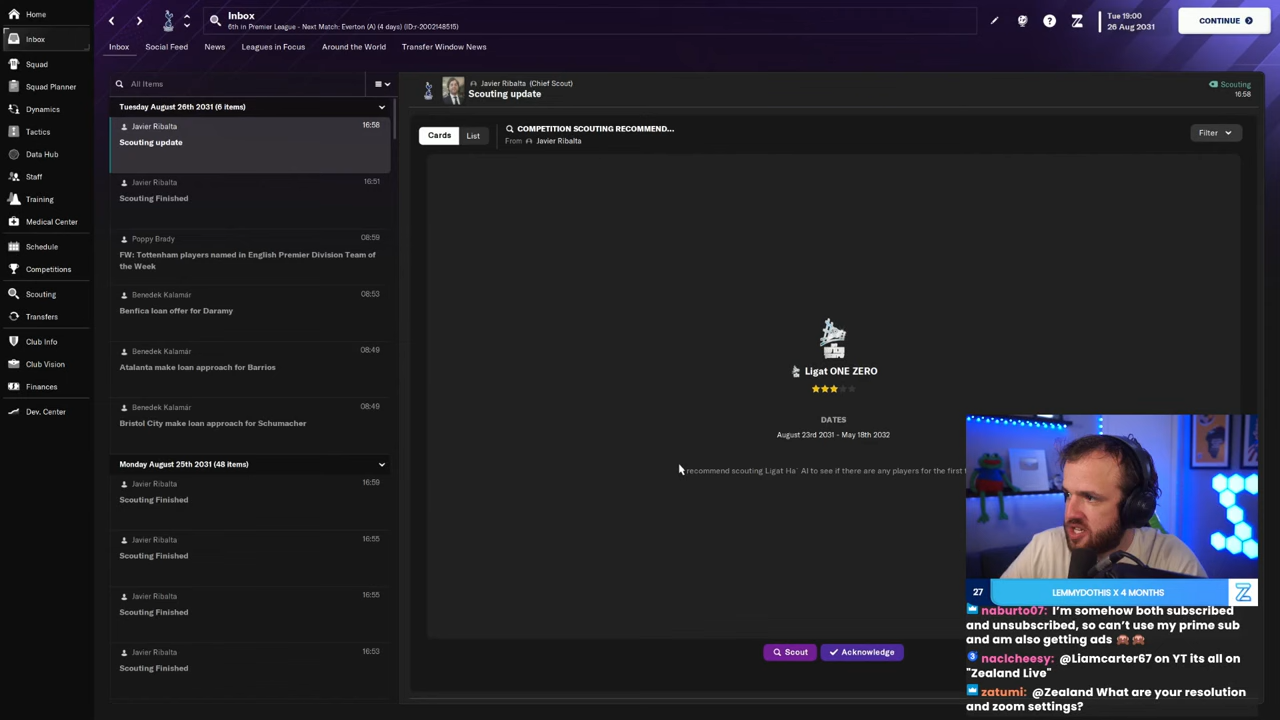 Home
Inbox
Squad
Squad Planner
Dynamics
Tactics
Data Hub
Staff
Training
Medical Center
Schedule
Competitions
Scouting
Transfers
Club Info
Club Vision
Finances
Dev. Center
Inbox
6th in Premier League - Next Match: Everton (A) (4 days) (ID:r-2002148515)
Tue 19:00
26 Aug 2031
CONTINUE
Inbox
Social Feed
News
Leagues in Focus
Around the World
Transfer Window News
All Items
Tuesday August 26th 2031 (6 items)
Javier Ribalta 16:58
Scouting update
Javier Ribalta 16:51
Scouting Finished
Poppy Brady 08:59
FW: Tottenham players named in English Premier Division Team of
the Week
Benedek Kalamár 08:53
Benfica loan offer for Daramy
Benedek Kalamár 08:49
Atalanta make loan approach for Barrios
Benedek Kalamár 08:49
Bristol City make loan approach for Schumacher
Monday August 25th 2031 (48 items)
Javier Ribalta 16:59
Scouting Finished
Javier Ribalta 16:55
Scouting Finished
Javier Ribalta 16:55
Scouting Finished
Javier Ribalta 16:53
Scouting Finished
Javier Ribalta (Chief Scout)
Scouting update
Scouting
16:58
Cards
List
COMPETITION SCOUTING RECOMMEND...
From Javier Ribalta
Filter
Ligat ONE ZERO
DATES
August 23rd 2031 - May 18th 2032
recommend scouting Ligat Ha` Al to see if there are any players for the first
Scout
Acknowledge
27
LEMMYDOTHIS X 4 MONTHS
naburto07: I'm somehow both subscribed
and unsubscribed, so can't use my prime sub
and am also getting ads
3 naclcheesy: @Liamcarter67 on YT its all on
"Zealand Live"
zatumi: @Zealand What are your resolution
and zoom settings?